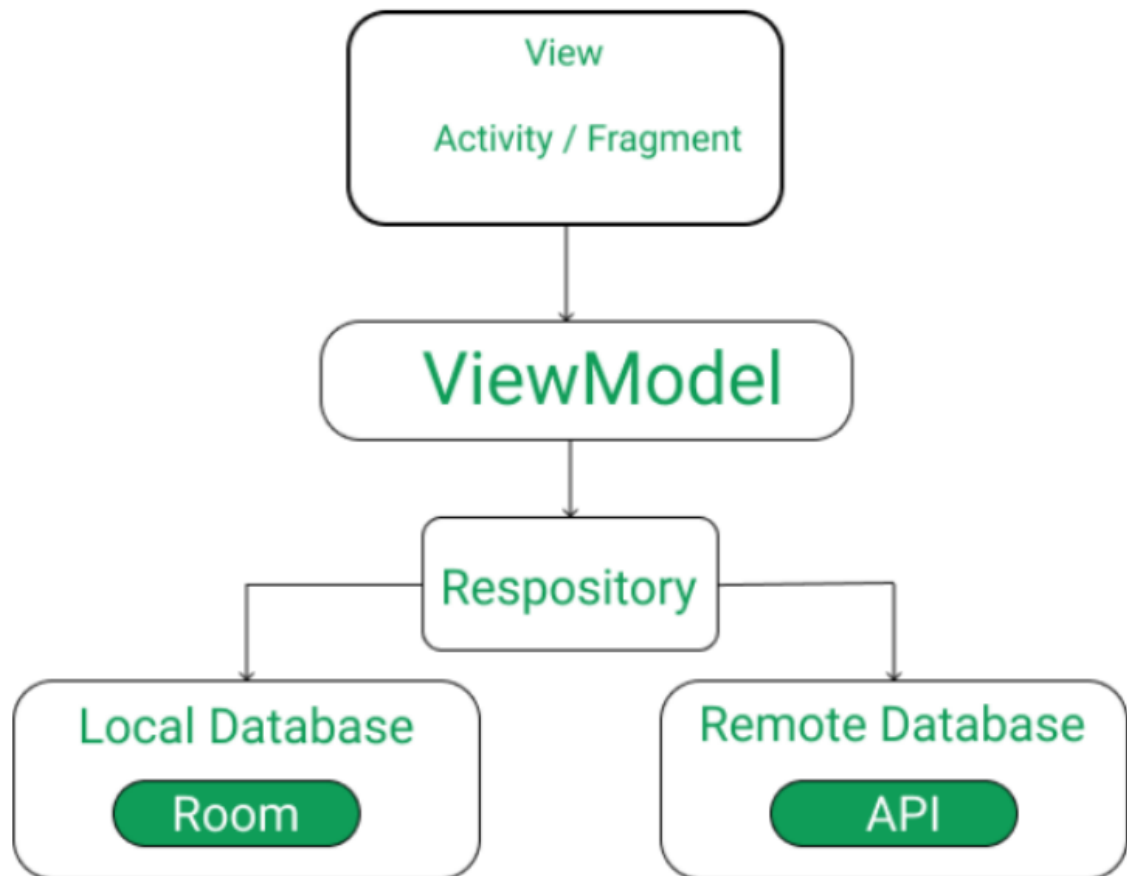 View
Activity / Fragment
ViewModel
Respository
Local Database
Room
Remote Database
API